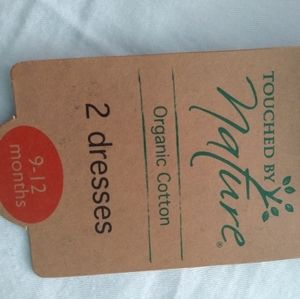 TOUCHED BY
nature®
Organic Cotton
2 dresses
9-12
months